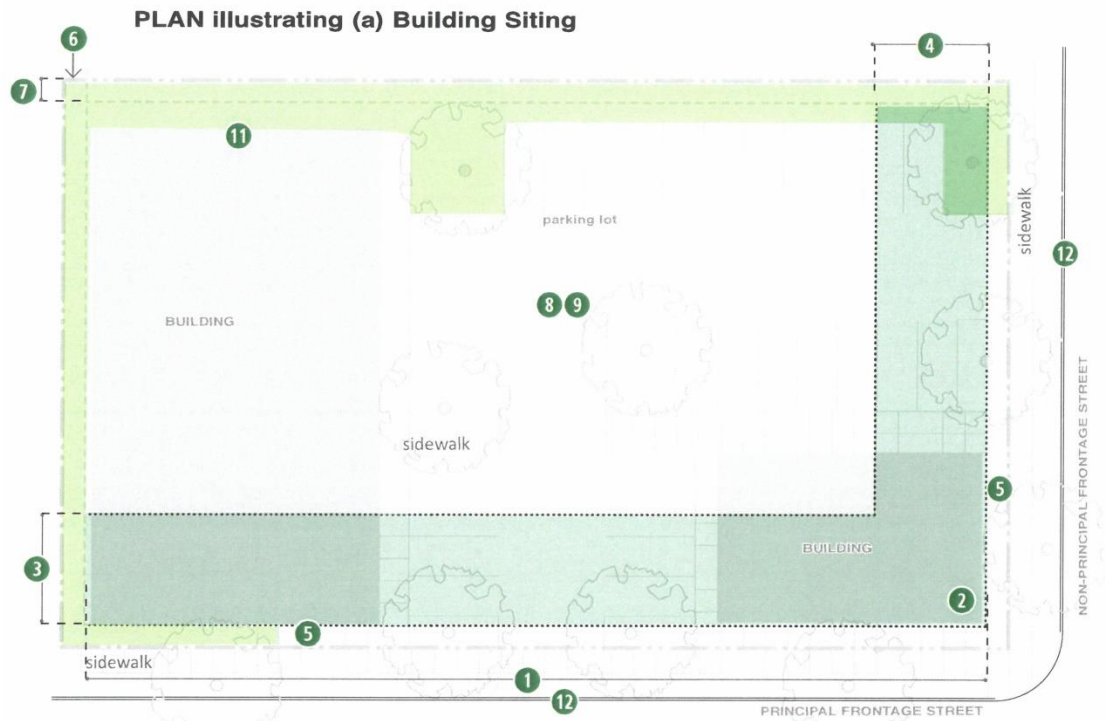 PLAN illustrating (a) Building Siting
6
4
7
11
parking lot
sidewalk
12
8 9
BUILDING
sidewalk
NON-PRINCIPAL FRONTAGE STREET
5
3
BUILDING
2
5
sidewalk
1
12
PRINCIPAL FRONTAGE STREET